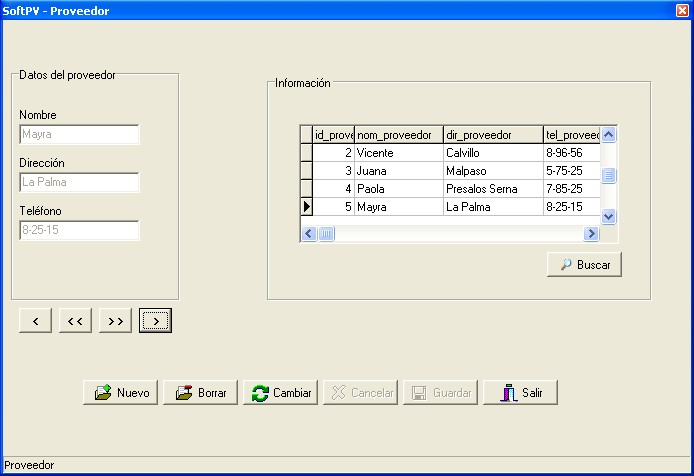 SoftPV - Proveedor
Datos del proveedor
Nombre
Mayra
Dirección
La Palma
Teléfono
8-25-15
< << >> >
Información
id_prove nom_proveedor dir_proveedor tel_proveed
2 Vicente Calvillo 8-96-56
3 Juana Malpaso 5-75-25
4 Paola Presalos Serna 7-85-25
5 Mayra La Palma 8-25-15
Buscar
Nuevo Borrar Cambiar Cancelar Guardar Salir
Proveedor